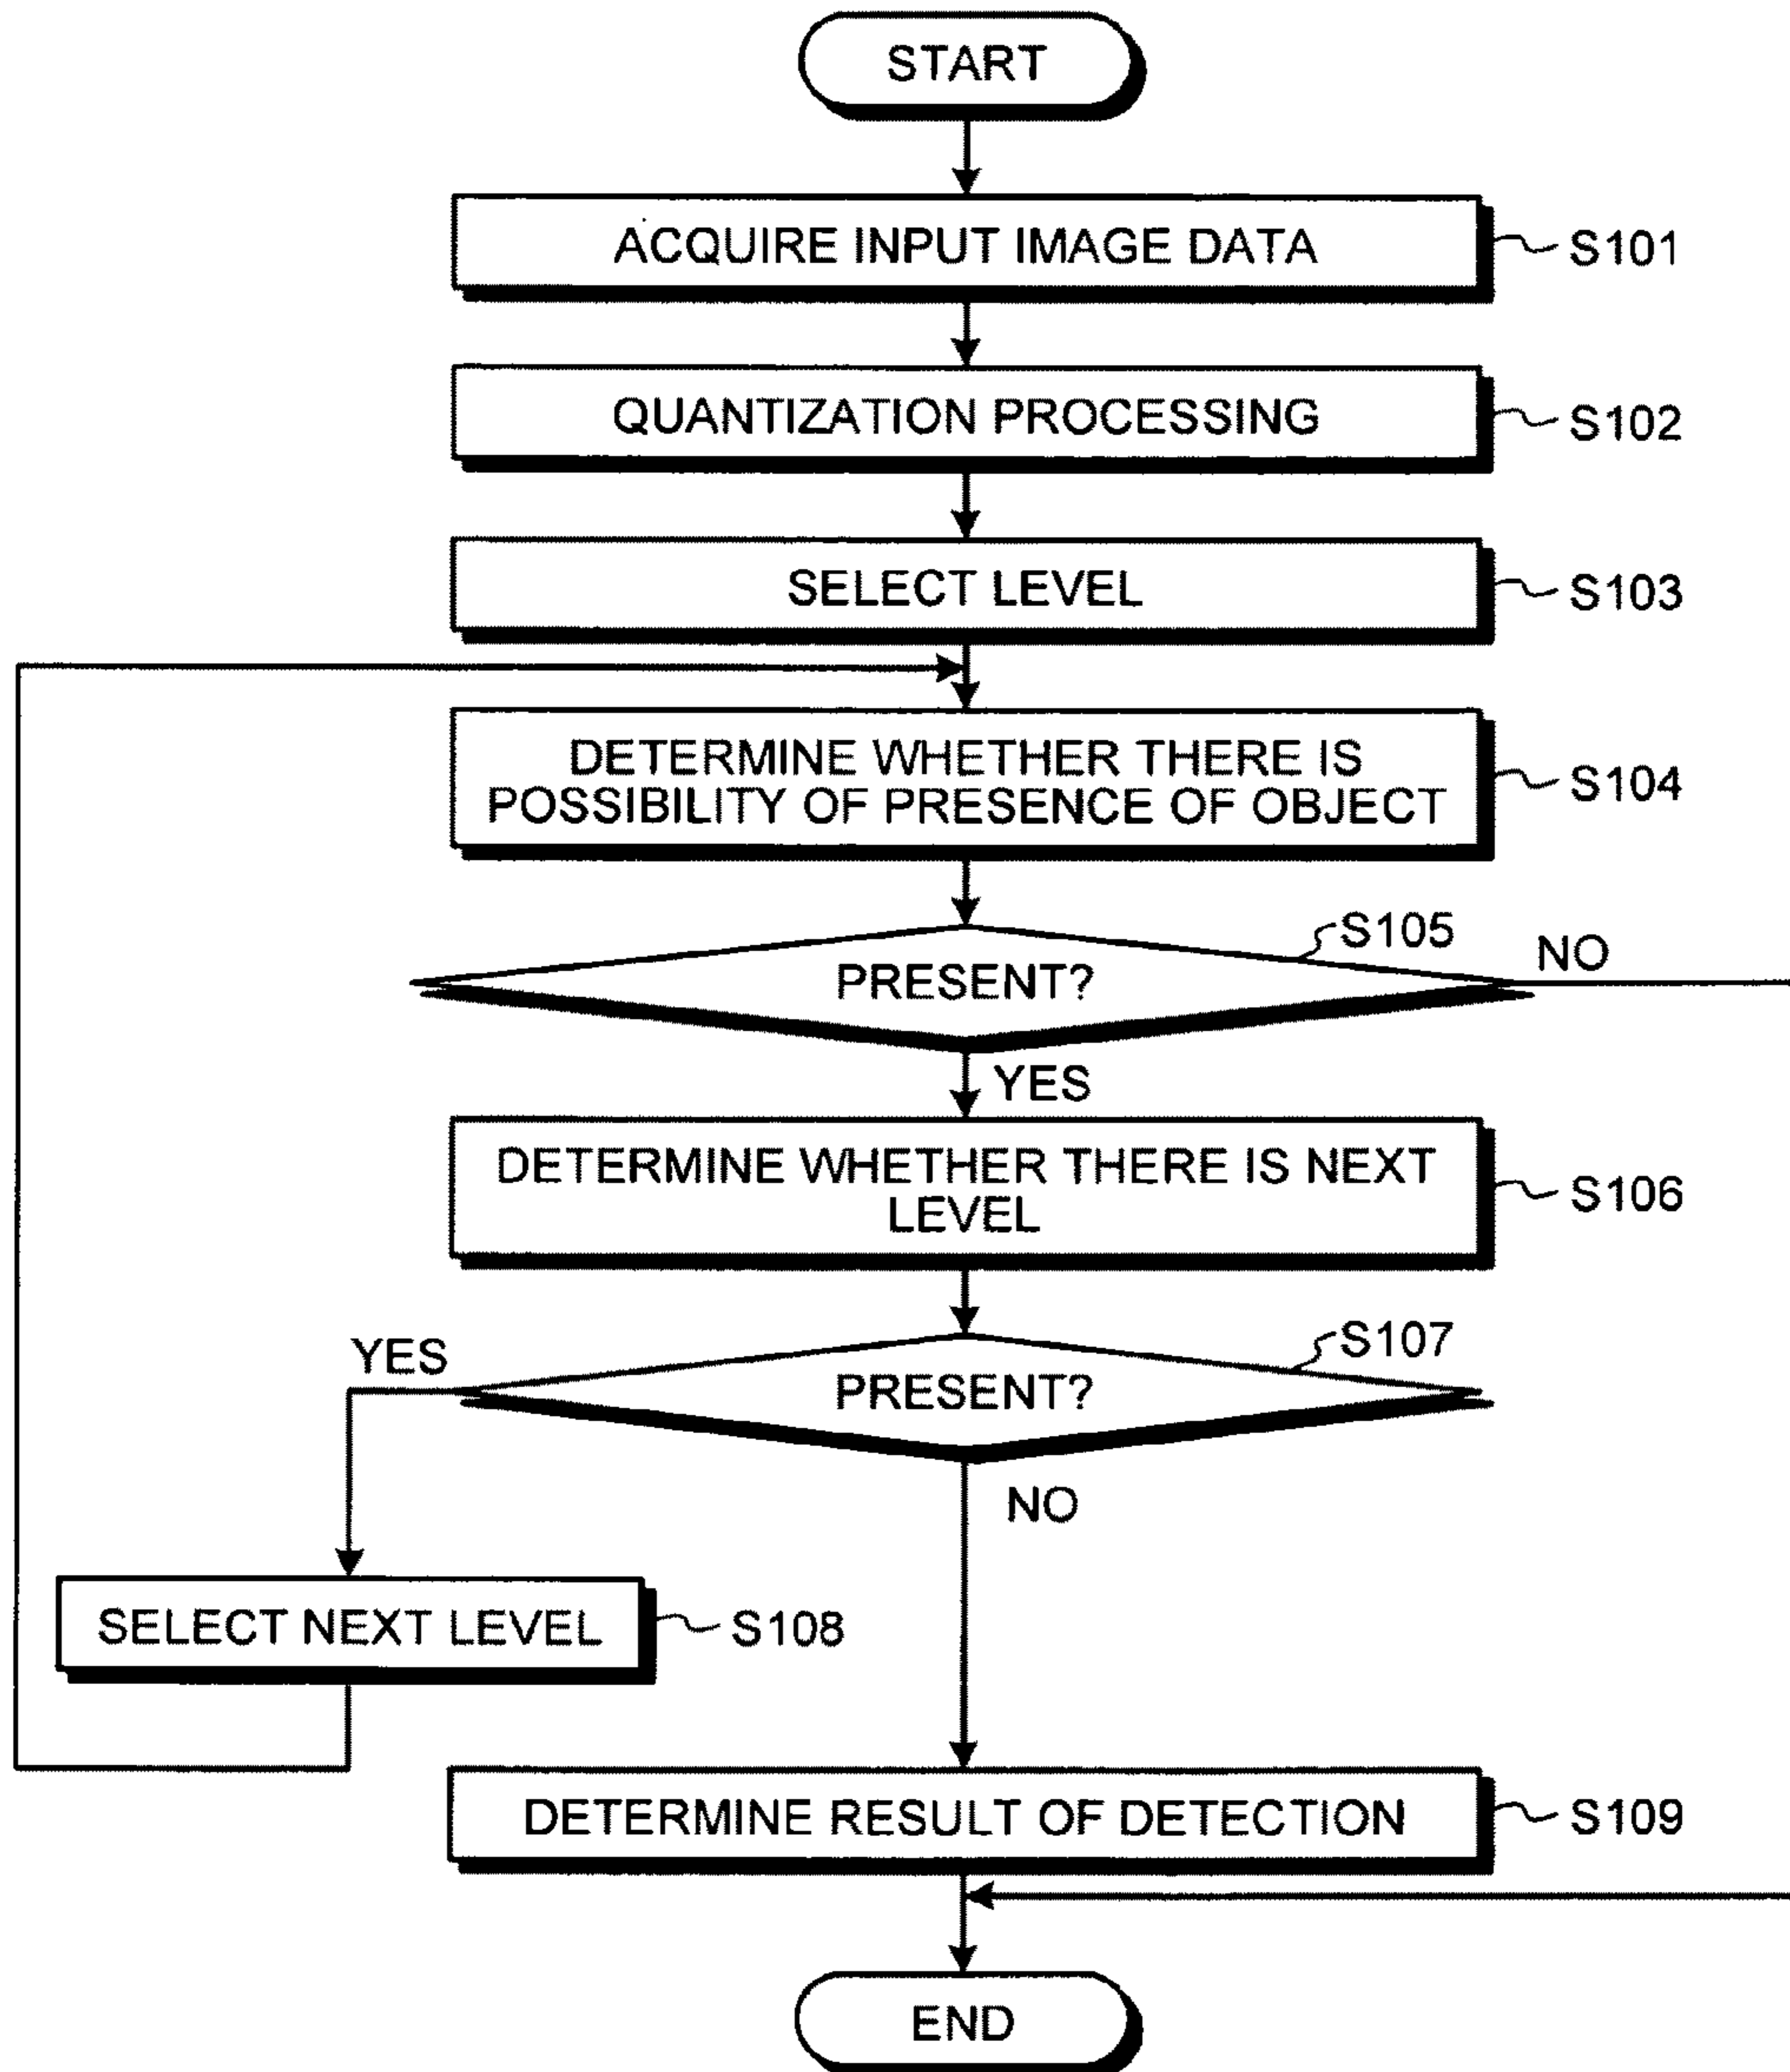 START
ACQUIRE INPUT IMAGE DATA
S101
QUANTIZATION PROCESSING
S102
SELECT LEVEL
S103
DETERMINE WHETHER THERE IS
POSSIBILITY OF PRESENCE OF OBJECT
S104
S105
PRESENT?
NO
YES
DETERMINE WHETHER THERE IS NEXT
LEVEL
S106
S107
YES
PRESENT?
NO
SELECT NEXT LEVEL
S108
DETERMINE RESULT OF DETECTION
S109
END